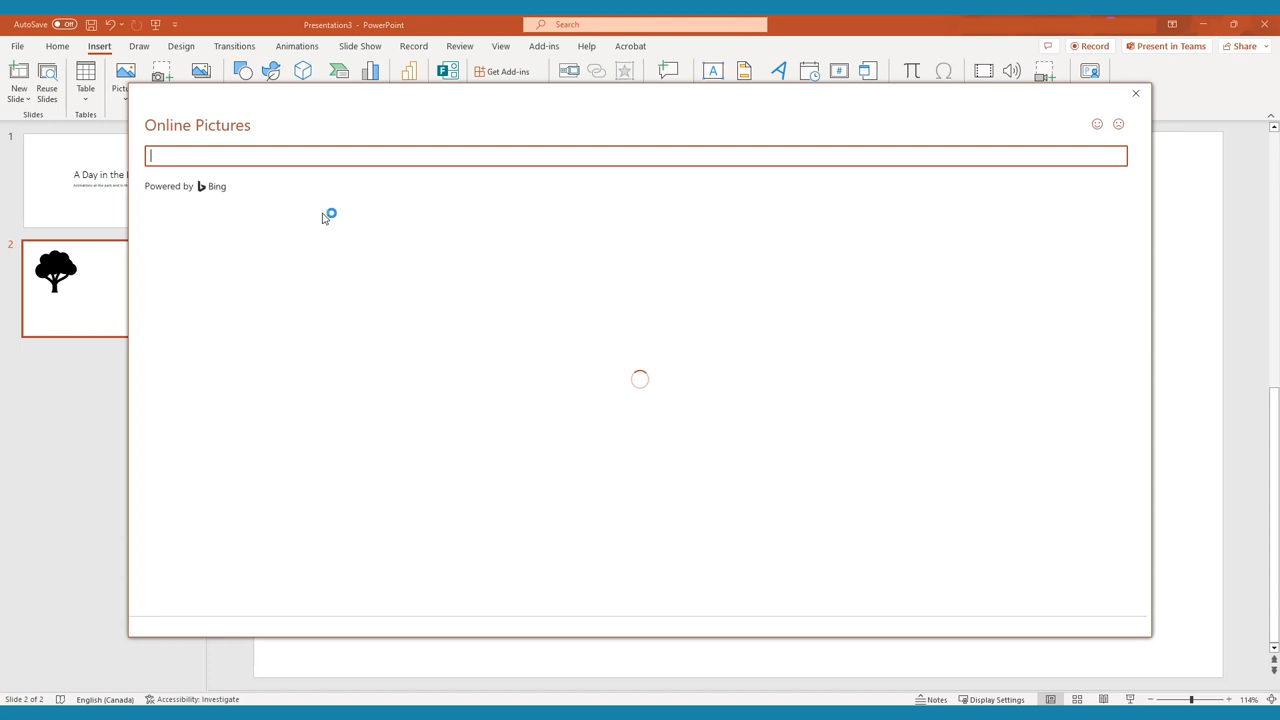 AutoSave Off Presentation3 - PowerPoint Search
File Home Insert Draw Design Transitions Animations Slide Show Record Review View Add-ins Help Acrobat Record Present in Teams Share
New Slide Reuse Slides Table Get Add-ins
Slides Tables
Online Pictures
Powered by Bing
1
A Day in the
2
Slide 2 of 2 English (Canada) Accessibility: Investigate Notes Display Settings 114%